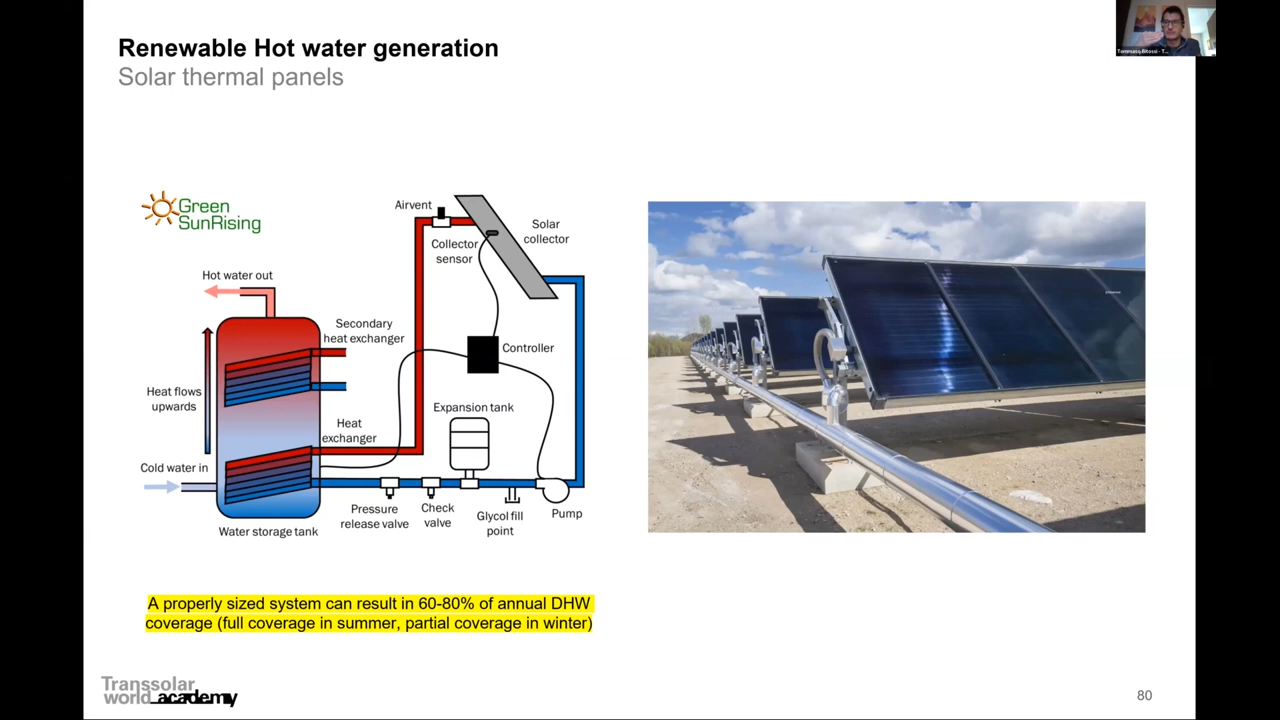 Renewable Hot water generation
Solar thermal panels
Green
SunRising
Airvent
Solar
collector
Collector
sensor
Hot water out
Secondary
heat exchanger
Controller
Heat flows
upwards
Expansion tank
Heat
exchanger
Cold water in
Pressure
release valve
Check
valve
Glycol fill
point
Pump
Water storage tank
A properly sized system can result in 60-80% of annual DHW
coverage (full coverage in summer, partial coverage in winter)
Transsolar
world academy
80